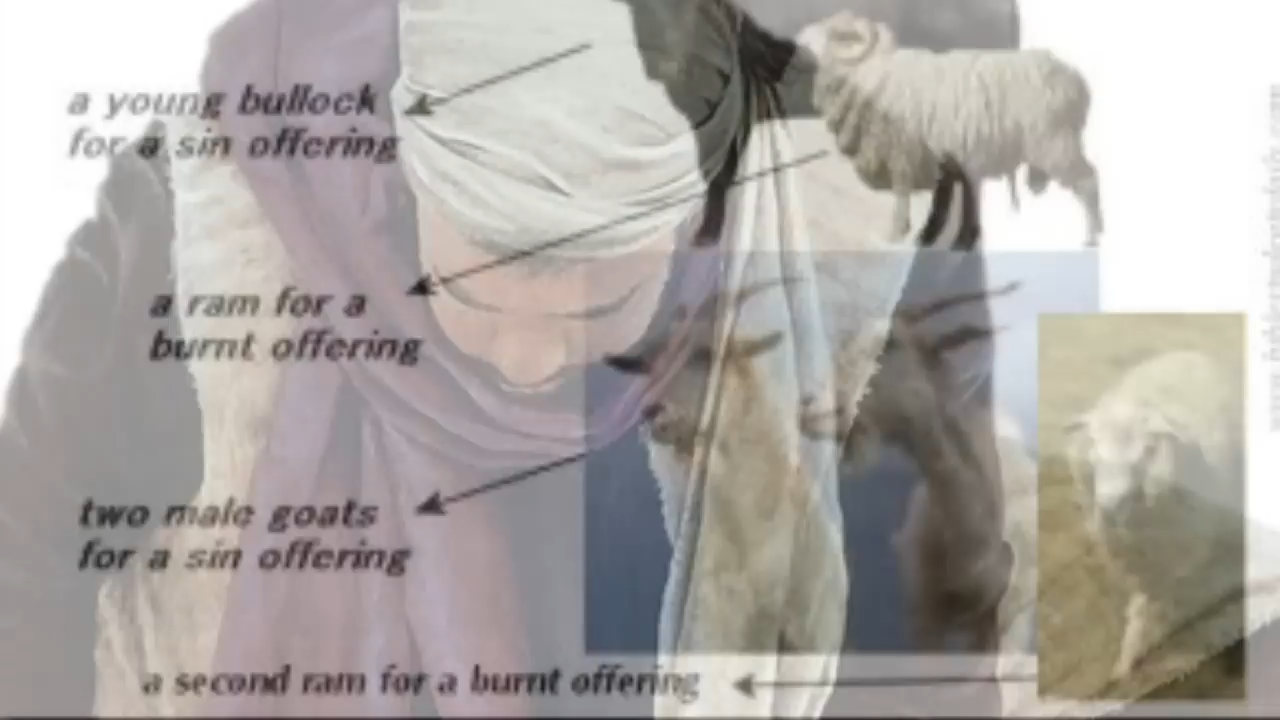 a young bullock
for a sin offering
a ram for a
burnt offering
two male goats
for a sin offering
a second ram for a burnt offering